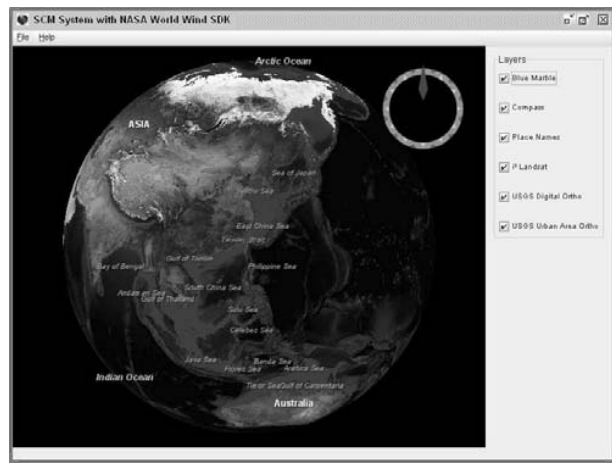 SCM System with NASA World Wind SDK
File Help
Layers
Blue Marble
Compass
Place Names
i³ Landsat
USGS Digital Ortho
USGS Urban Area Ortho
Arctic Ocean
ASIA
Sea of Japan
Yellow Sea
East China Sea
Taiwan Strait
Gulf of Tonkin
Bay of Bengal
Philippine Sea
South China Sea
Andaman Sea
Gulf of Thailand
Sulu Sea
Celebes Sea
Java Sea
Banda Sea
Flores Sea
Arafura Sea
Timor Sea
Gulf of Carpentaria
Indian Ocean
Australia